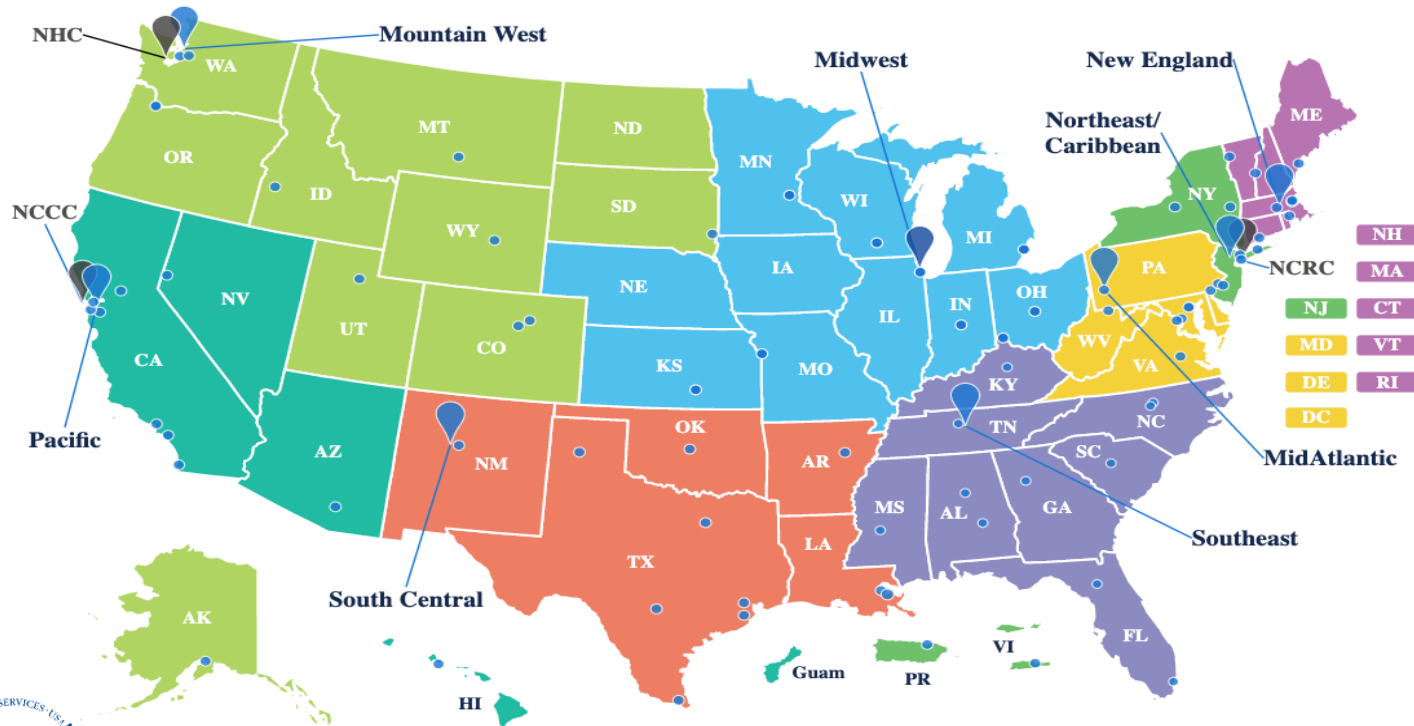 NHC
Mountain West
Midwest
New England
Northeast/
Caribbean
WA
MT
ND
MN
ME
OR
ID
SD
WI
NY
NCCC
WY
MI
NH
IA
PA
NCRC
MA
NV
NE
IL
IN
OH
NJ
CT
UT
CO
WV
MD
VT
CA
KS
MO
VA
DE
RI
KY
DC
Pacific
AZ
NM
OK
AR
TN
NC
SC
MidAtlantic
MS
AL
GA
LA
TX
Southeast
South Central
AK
FL
VI
Guam
PR
HI
SERVICES·USA